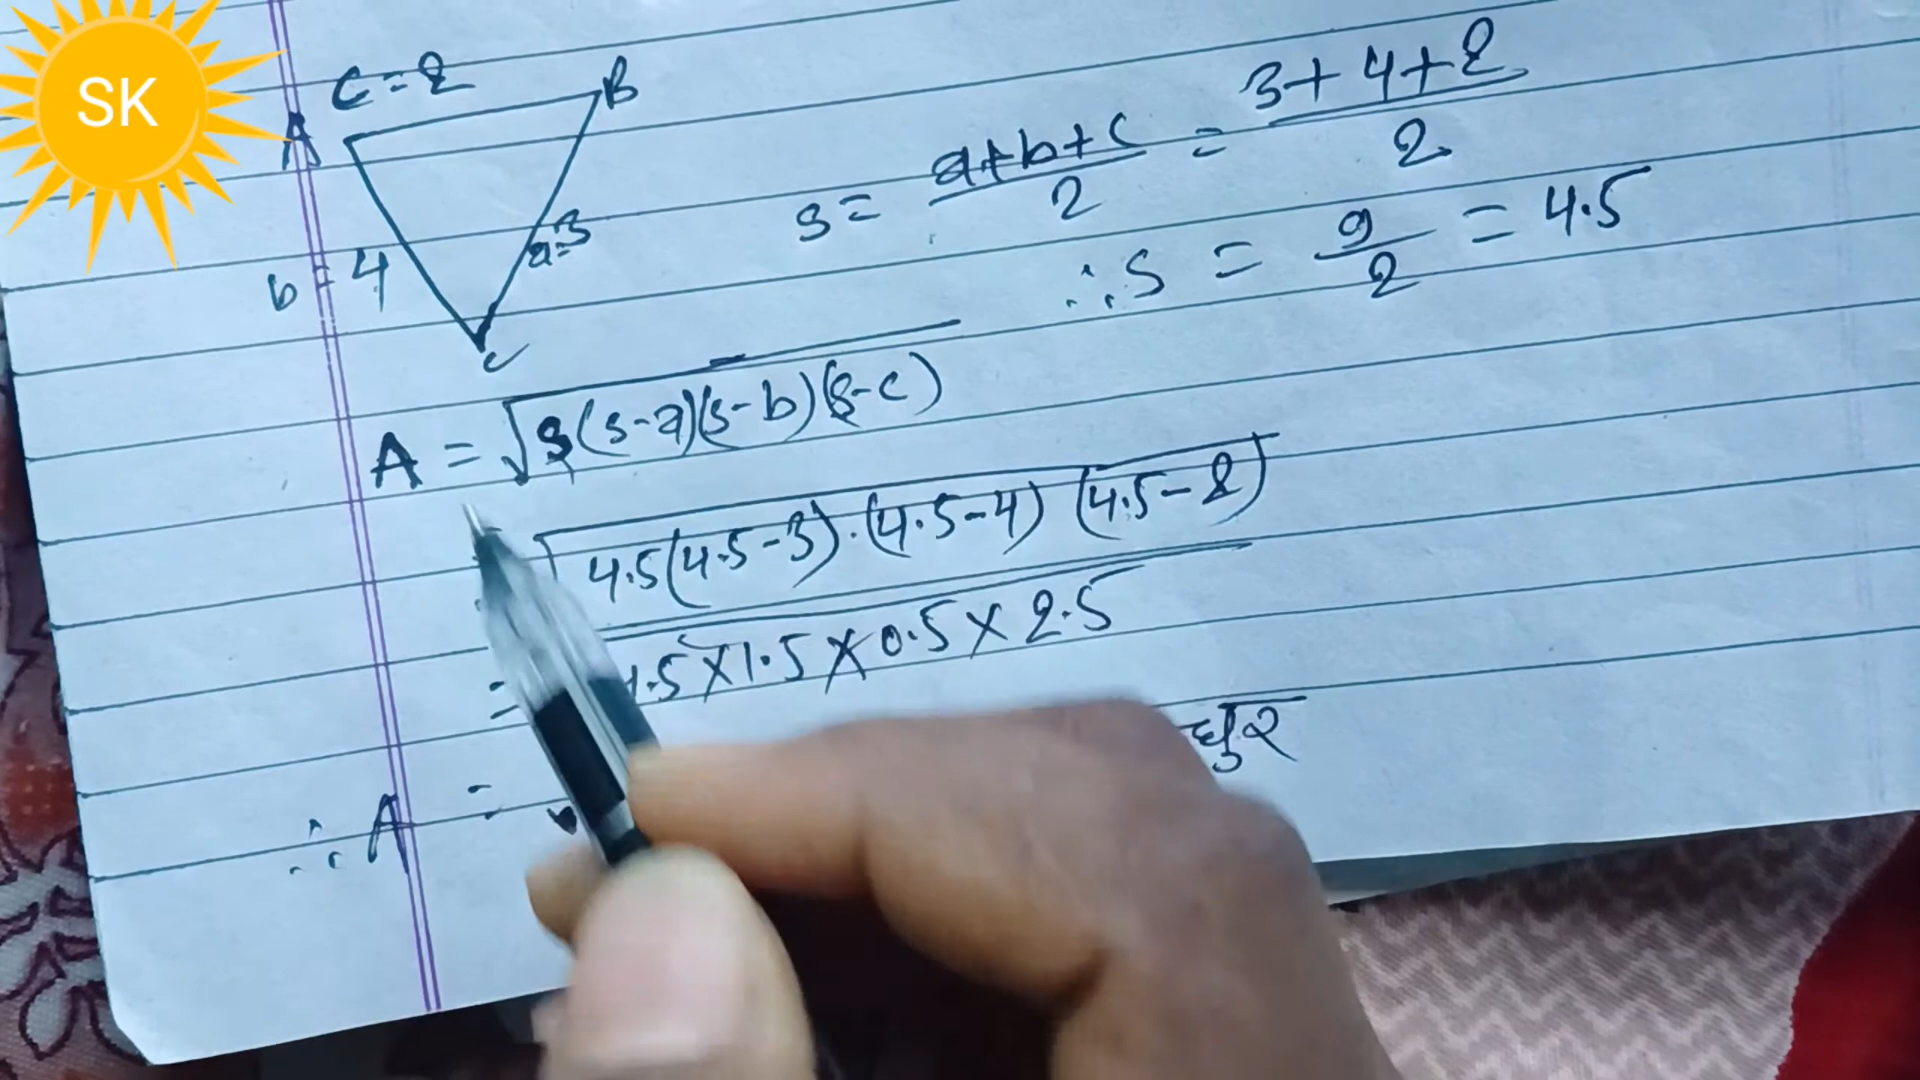 SK
C = 2
A
B
b = 4
a=3
C
s = a+b+c/2 = 3+4+2/2
∴ s = 9/2 = 4.5
A = √s(s-a)(s-b)(s-c)
√4.5(4.5-3).(4.5-4) (4.5-2)
= .5×1.5×0.5×2.5
∴ A =